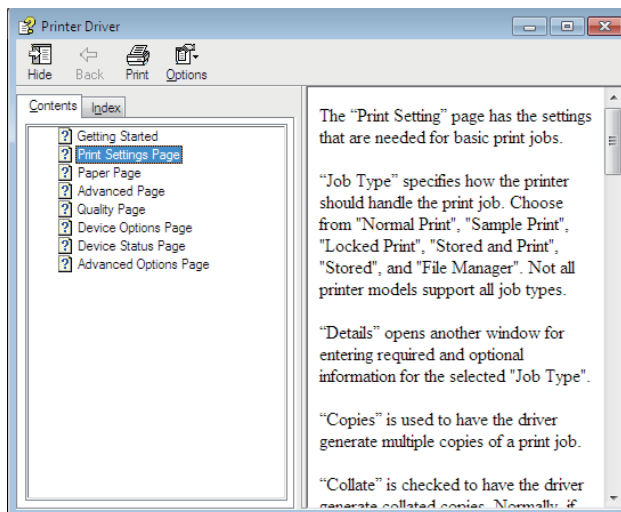 Printer Driver
Hide Back Print Options
Contents Index
Getting Started
Print Settings Page
Paper Page
Advanced Page
Quality Page
Device Options Page
Device Status Page
Advanced Options Page
The “Print Setting” page has the settings
that are needed for basic print jobs.
“Job Type” specifies how the printer
should handle the print job. Choose
from "Normal Print", "Sample Print",
"Locked Print", "Stored and Print",
"Stored", and "File Manager". Not all
printer models support all job types.
“Details” opens another window for
entering required and optional
information for the selected "Job Type".
“Copies” is used to have the driver
generate multiple copies of a print job.
“Collate” is checked to have the driver
generate collated copies. Normally, if